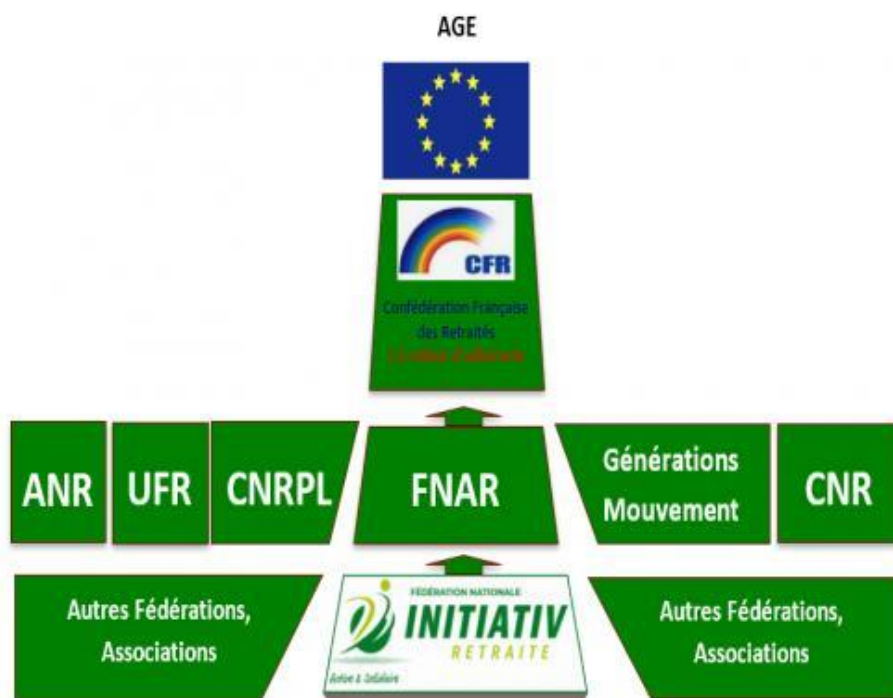 AGE
CFR
Confédération Française
des Retraités
ANR
UFR
CNRPL
FNAR
Générations
Mouvement
CNR
Autres Fédérations,
Associations
FÉDÉRATION NATIONALE
INITIATIV
RETRAITE
Autres Fédérations,
Associations